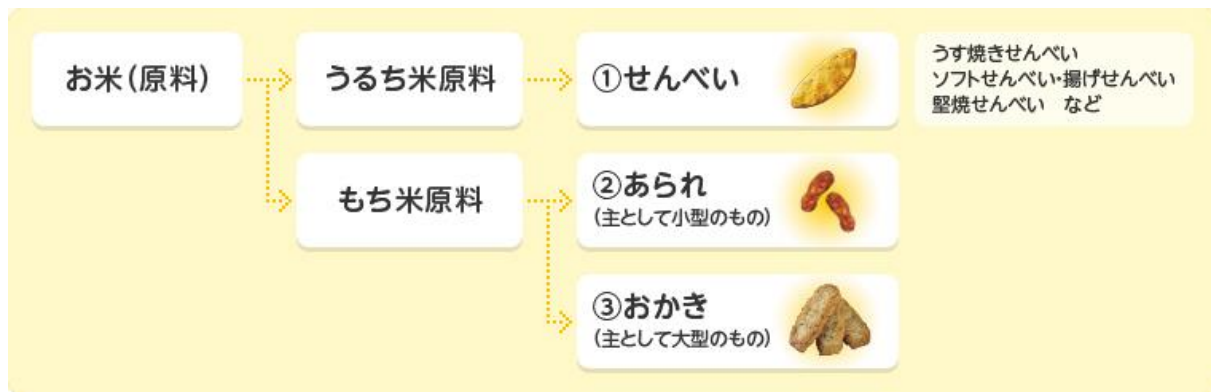 お米(原料)
うるち米原料
①せんべい
うす焼きせんべい
ソフトせんべい・揚げせんべい
堅焼せんべい　など
もち米原料
②あられ
(主として小型のもの)
③おかき
(主として大型のもの)